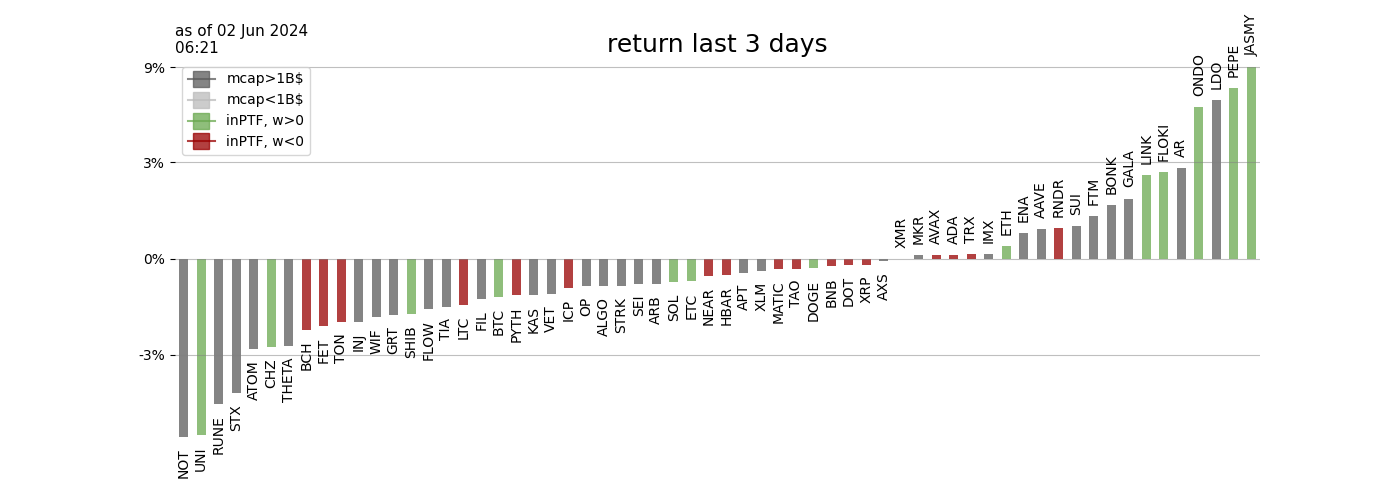 as of 02 Jun 2024
06:21
return last 3 days
mcap>1B$
mcap<1B$
inPTF, w>0
inPTF, w<0
9%
3%
0%
-3%
NOT
UNI
RUNE
STX
ATOM
CHZ
THETA
BCH
FET
TON
INJ
WIF
GRT
SHIB
FLOW
TIA
LTC
FIL
BTC
PYTH
KAS
VET
ICP
OP
ALGO
STRK
SEI
ARB
SOL
ETC
NEAR
HBAR
APT
XLM
MATIC
TAO
DOGE
BNB
DOT
XRP
AXS
XMR
MKR
AVAX
ADA
TRX
IMX
ETH
ENA
AAVE
RNDR
SUI
FTM
BONK
GALA
LINK
FLOKI
AR
ONDO
LDO
PEPE
JASMY